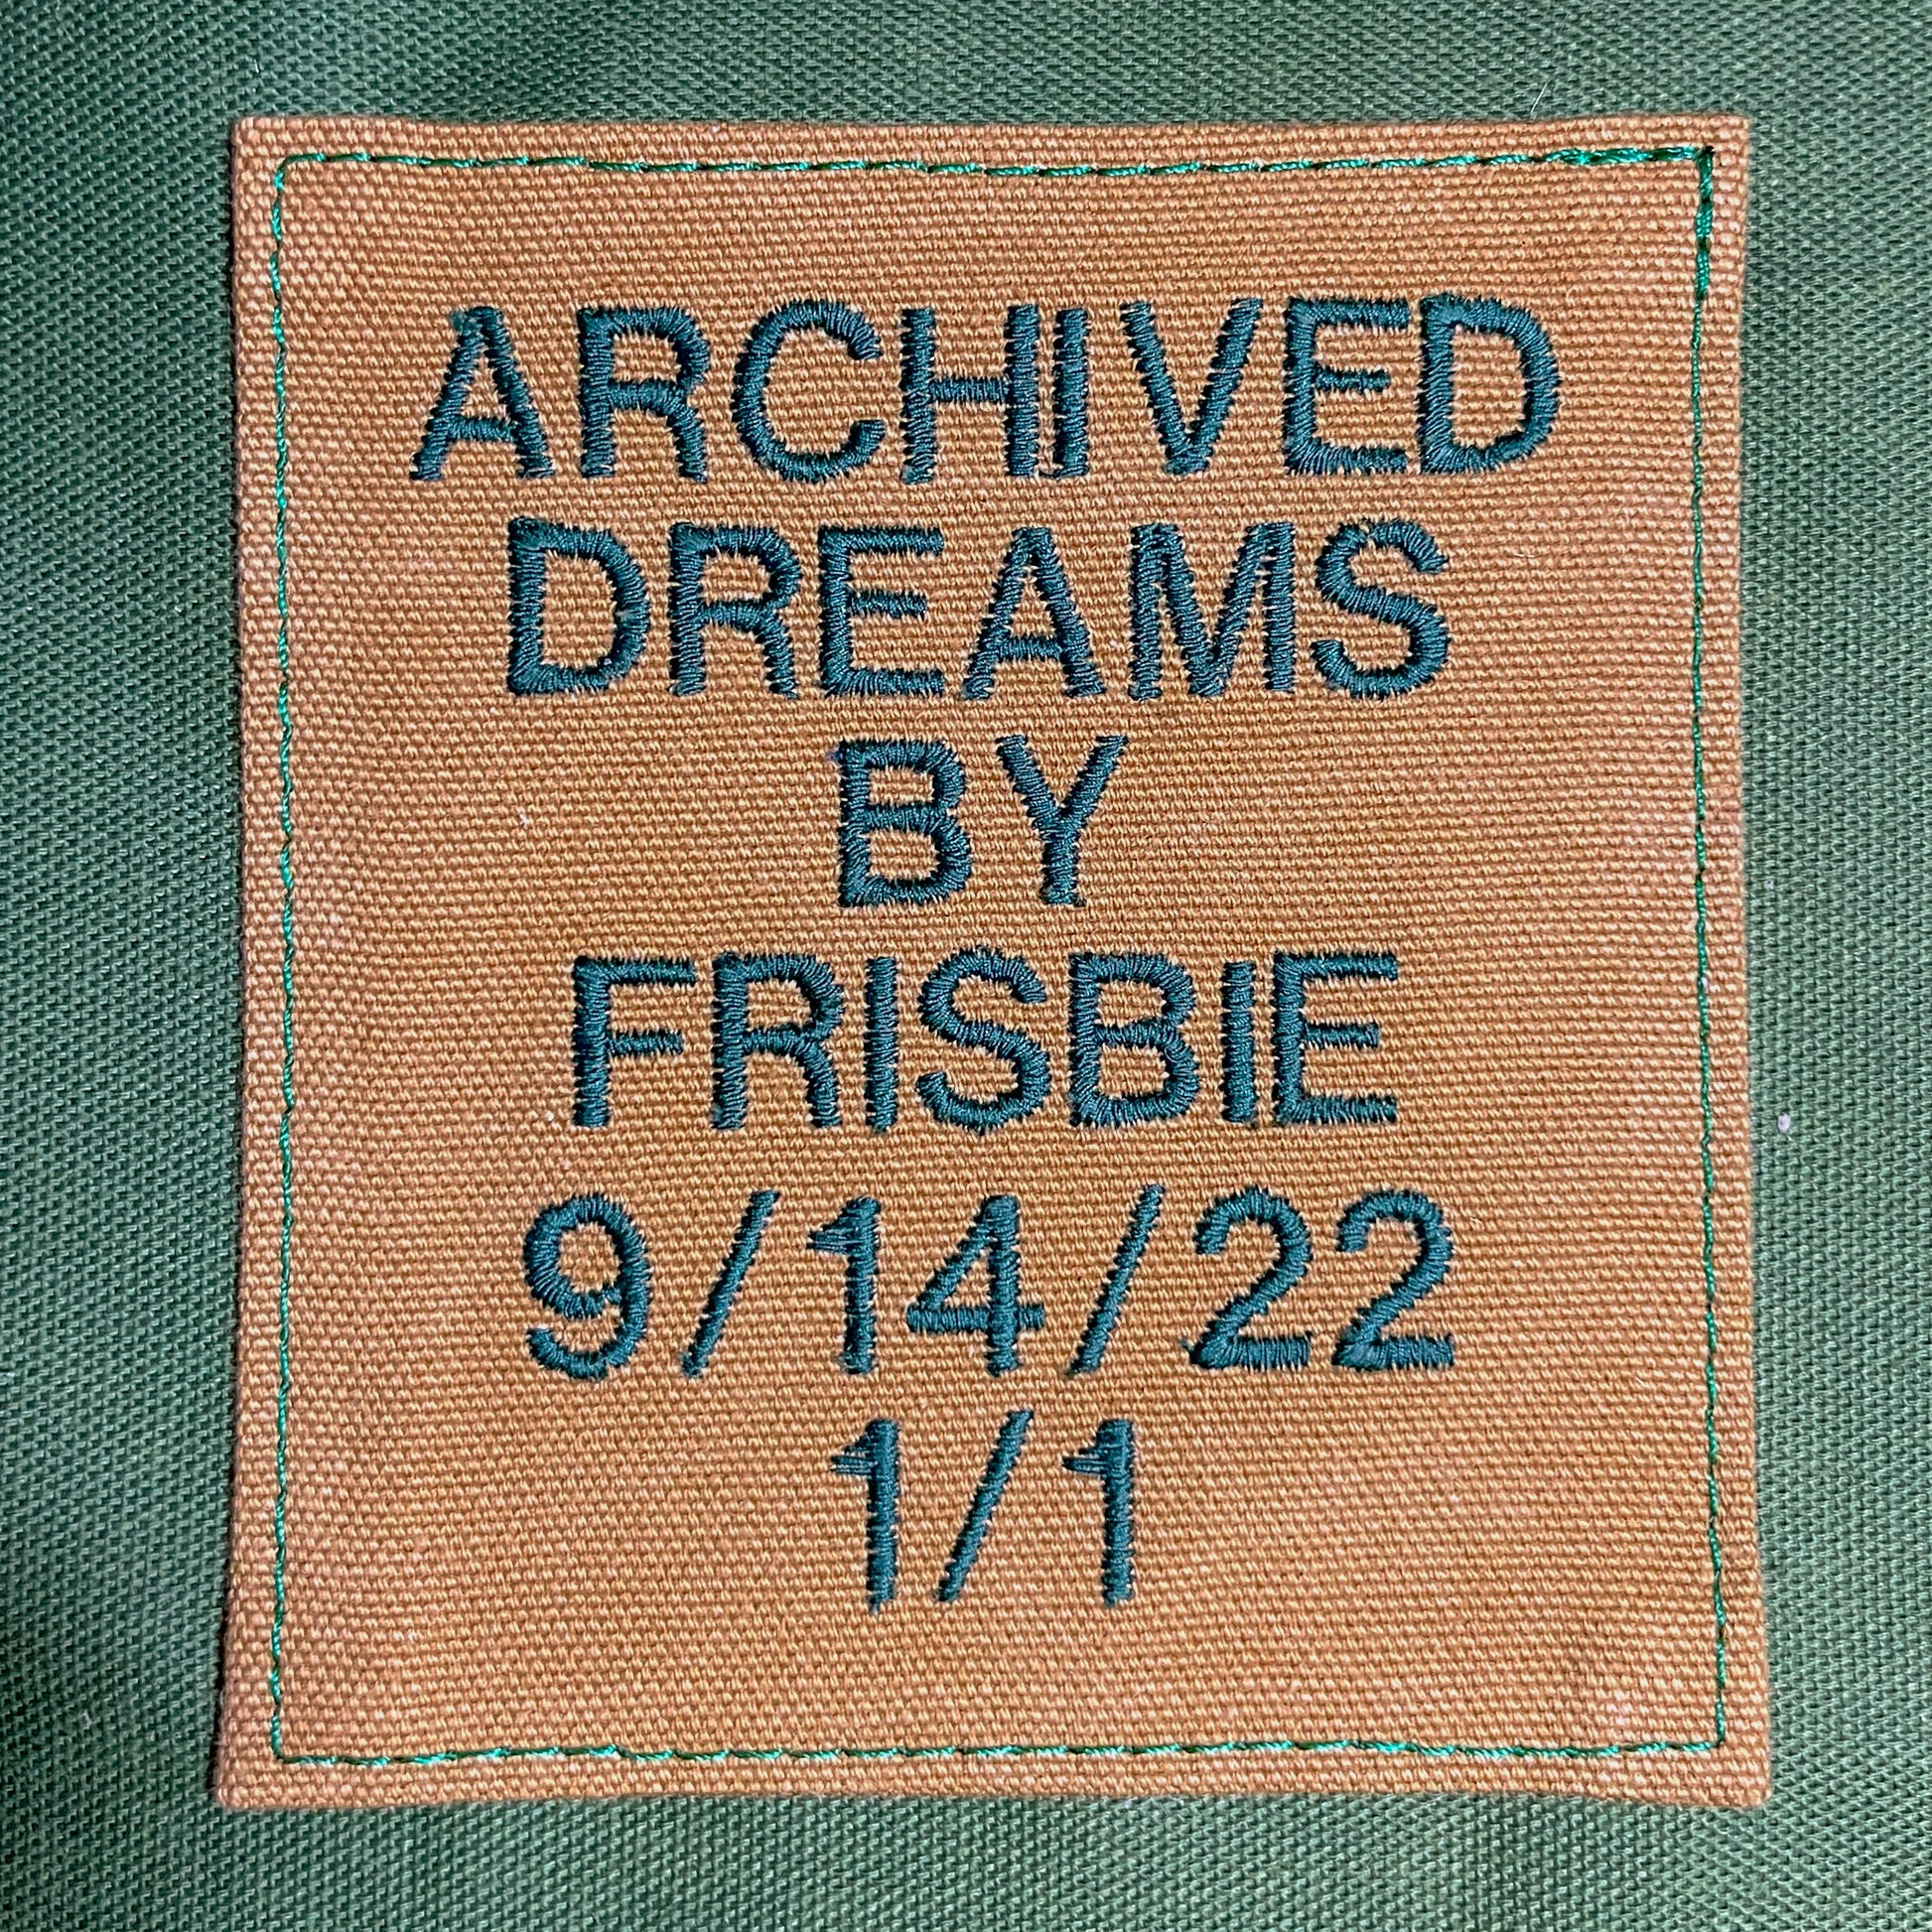 ARCHIVED
DREAMS
BY
FRISBIE
9/14/22
1/1